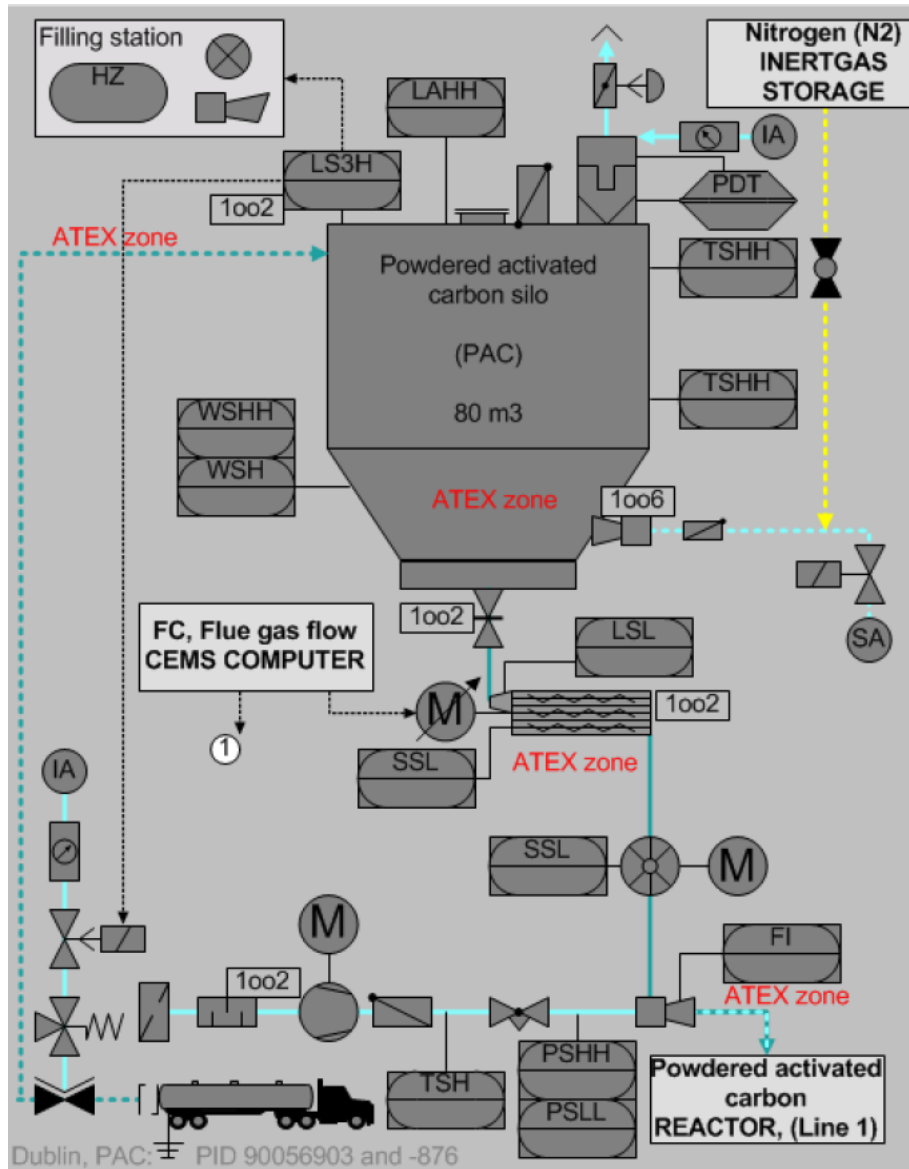 Filling station
HZ
LAHH
Nitrogen (N2)
INERTGAS
STORAGE
IA
LS3H
1oo2
PDT
ATEX zone
Powdered activated
carbon silo
(PAC)
80 m3
TSHH
TSHH
WSHH
WSH
ATEX zone
1oo6
1oo2
FC, Flue gas flow
CEMS COMPUTER
LSL
SA
M
1oo2
1
SSL
ATEX zone
IA
SSL
M
M
FI
1oo2
ATEX zone
TSH
PSHH
PSLL
Powdered activated
carbon
REACTOR, (Line 1)
Dublin, PAC:
PID 90056903 and -876